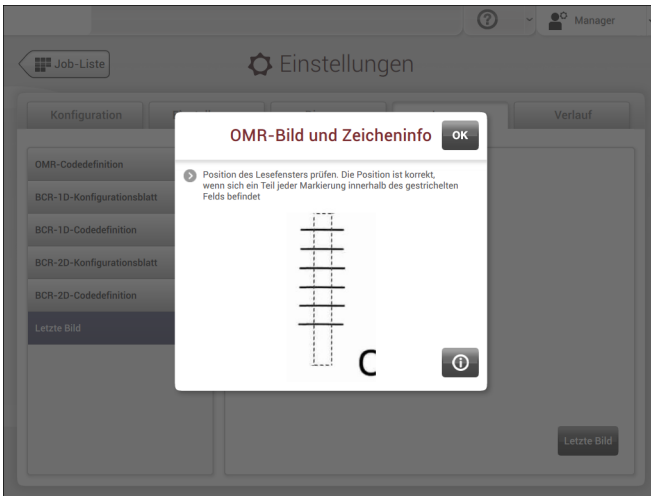 Manager
Job-Liste
Einstellungen
Konfiguration
Verlauf
OMR-Bild und Zeicheninfo
OK
OMR-Codedefinition
BCR-1D-Konfigurationsblatt
BCR-1D-Codedefinition
BCR-2D-Konfigurationsblatt
BCR-2D-Codedefinition
Letzte Bild
Position des Lesefensters prüfen. Die Position ist korrekt,
wenn sich ein Teil jeder Markierung innerhalb des gestrichelten
Felds befindet
Letzte Bild